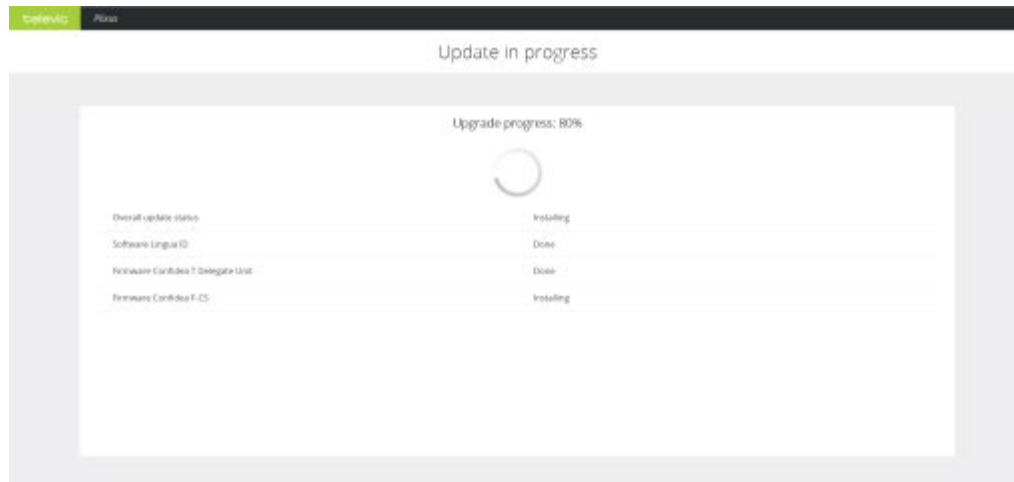 televic Plixus
Update in progress
Upgrade progress: 80%
Overall update status Installing
Software Lingua ID Done
Firmware Confidea T Delegate Unit Done
Firmware Confidea F-CS Installing